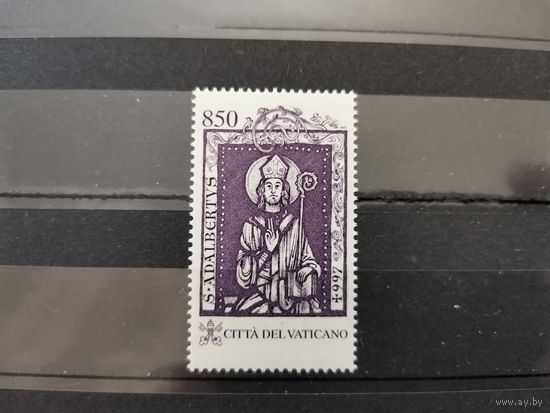 850
S·ADALBERTVS
+997
CITTÀ DEL VATICANO
www.ay.by